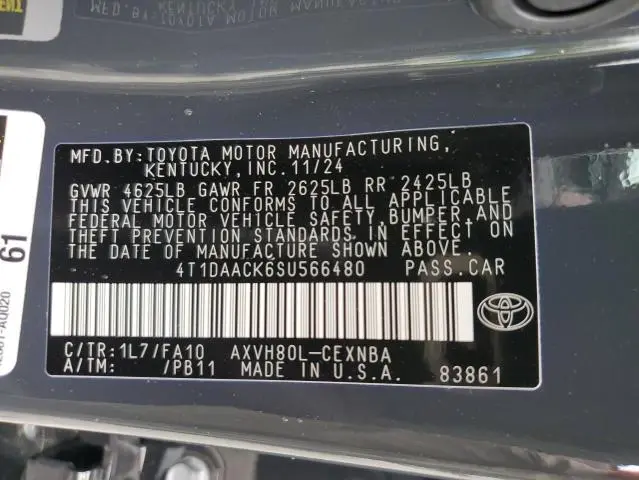 MFD. BY: TOYOTA MOTOR MANUFACTURING,
KENTUCKY, INC. 11/24
GVWR 4625LB GAWR FR 2625LB RR 2425LB
THIS VEHICLE CONFORMS TO ALL APPLICABLE
FEDERAL MOTOR VEHICLE SAFETY, BUMPER, AND
THEFT PREVENTION STANDARDS IN EFFECT ON
THE DATE OF MANUFACTURE SHOWN ABOVE.
4T1DAACK6SU566480 PASS. CAR
C/TR: 1L7/FA10 AXVH80L-CEXNBA
A/TM: /PB11 MADE IN U.S.A. 83861
61